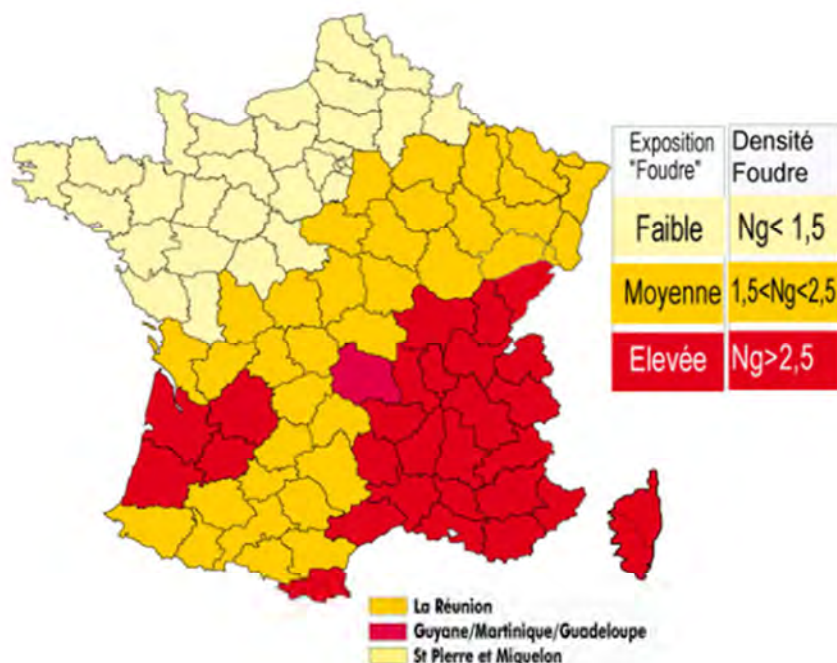 Exposition Densité
"Foudre" Foudre
Faible Ng< 1,5
Moyenne 1,5<Ng<2,5
Elevée Ng>2,5
La Réunion
Guyane/Martinique/Guadeloupe
St Pierre et Miquelon